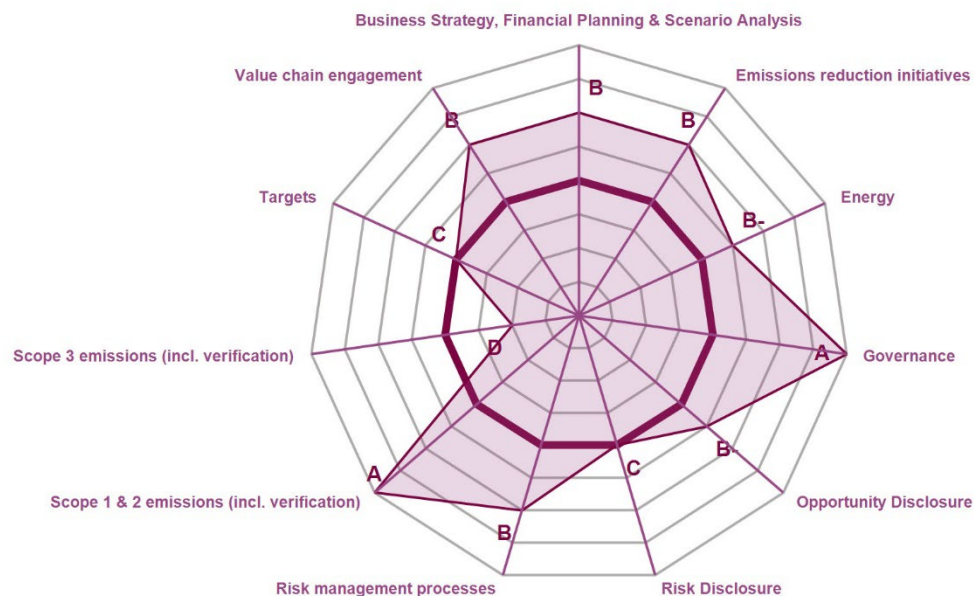 Business Strategy, Financial Planning & Scenario Analysis
Value chain engagement
Emissions reduction initiatives
B
B
B
Targets
Energy
B-
C
Scope 3 emissions (incl. verification)
D
A
Governance
B-
C
A
Scope 1 & 2 emissions (incl. verification)
Opportunity Disclosure
B
Risk management processes
Risk Disclosure